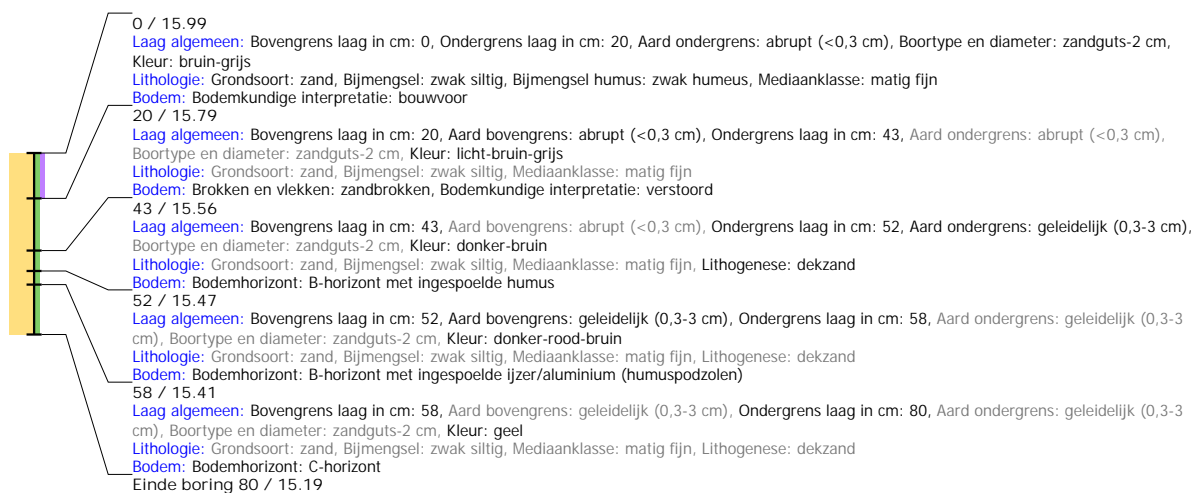 0 / 15.99
Laag algemeen: Bovengrens laag in cm: 0, Ondergrens laag in cm: 20, Aard ondergrens: abrupt (<0,3 cm), Boortype en diameter: zandguts-2 cm,
Kleur: bruin-grijs
Lithologie: Grondsoort: zand, Bijmengsel: zwak siltig, Bijmengsel humus: zwak humeus, Mediaanklasse: matig fijn
Bodem: Bodemkundige interpretatie: bouwvoor
20 / 15.79
Laag algemeen: Bovengrens laag in cm: 20, Aard bovengrens: abrupt (<0,3 cm), Ondergrens laag in cm: 43, Aard ondergrens: abrupt (<0,3 cm),
Boortype en diameter: zandguts-2 cm, Kleur: licht-bruin-grijs
Lithologie: Grondsoort: zand, Bijmengsel: zwak siltig, Mediaanklasse: matig fijn
Bodem: Brokken en vlekken: zandbrokken, Bodemkundige interpretatie: verstoord
43 / 15.56
Laag algemeen: Bovengrens laag in cm: 43, Aard bovengrens: abrupt (<0,3 cm), Ondergrens laag in cm: 52, Aard ondergrens: geleidelijk (0,3-3 cm),
Boortype en diameter: zandguts-2 cm, Kleur: donker-bruin
Lithologie: Grondsoort: zand, Bijmengsel: zwak siltig, Mediaanklasse: matig fijn, Lithogenese: dekzand
Bodem: Bodemhorizont: B-horizont met ingespoelde humus
52 / 15.47
Laag algemeen: Bovengrens laag in cm: 52, Aard bovengrens: geleidelijk (0,3-3 cm), Ondergrens laag in cm: 58, Aard ondergrens: geleidelijk (0,3-3
cm), Boortype en diameter: zandguts-2 cm, Kleur: donker-rood-bruin
Lithologie: Grondsoort: zand, Bijmengsel: zwak siltig, Mediaanklasse: matig fijn, Lithogenese: dekzand
Bodem: Bodemhorizont: B-horizont met ingespoelde ijzer/aluminium (humuspodzolen)
58 / 15.41
Laag algemeen: Bovengrens laag in cm: 58, Aard bovengrens: geleidelijk (0,3-3 cm), Ondergrens laag in cm: 80, Aard ondergrens: geleidelijk (0,3-3
cm), Boortype en diameter: zandguts-2 cm, Kleur: geel
Lithologie: Grondsoort: zand, Bijmengsel: zwak siltig, Mediaanklasse: matig fijn, Lithogenese: dekzand
Bodem: Bodemhorizont: C-horizont
Einde boring 80 / 15.19